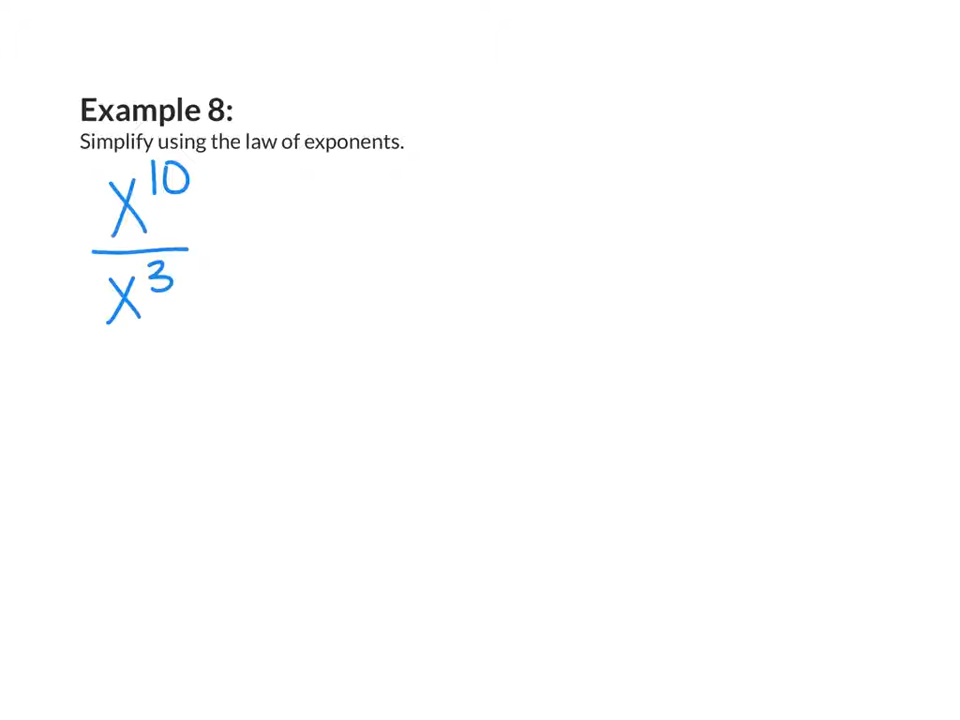 Example 8:
Simplify using the law of exponents.
x^10
x^3